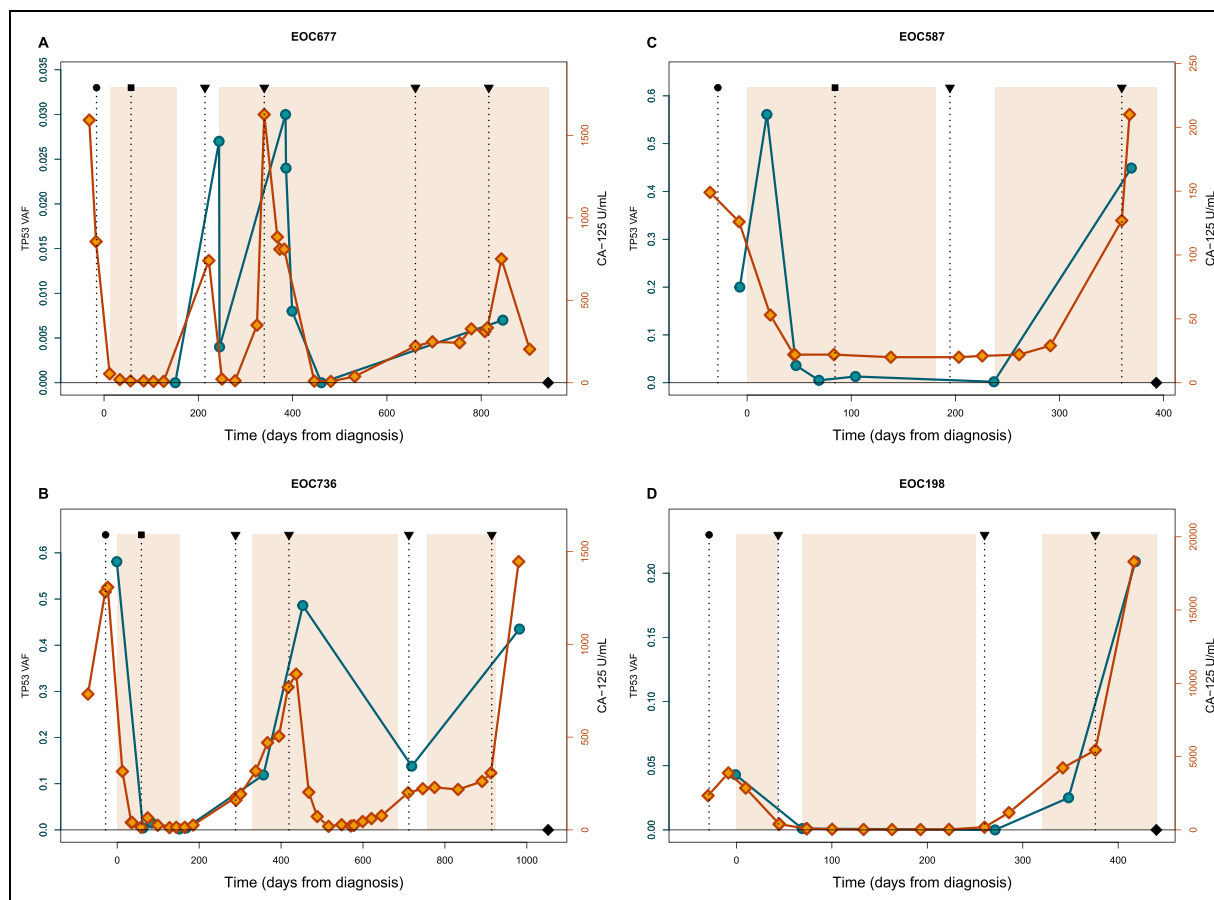 A
EOC677
0.035
0.030
0.025
0.020
0.015
0.010
0.005
0.000
TP53 VAF
1500
1000
500
0
CA−125 U/mL
0 200 400 600 800
Time (days from diagnosis)
C
EOC587
0.6
0.5
0.4
0.3
0.2
0.1
0.0
TP53 VAF
250
200
150
100
50
0
CA−125 U/mL
0 100 200 300 400
Time (days from diagnosis)
B
EOC736
0.6
0.5
0.4
0.3
0.2
0.1
0.0
TP53 VAF
1500
1000
500
0
CA−125 U/mL
0 200 400 600 800 1000
Time (days from diagnosis)
D
EOC198
0.20
0.15
0.10
0.05
0.00
TP53 VAF
20000
15000
10000
5000
0
CA−125 U/mL
0 100 200 300 400
Time (days from diagnosis)